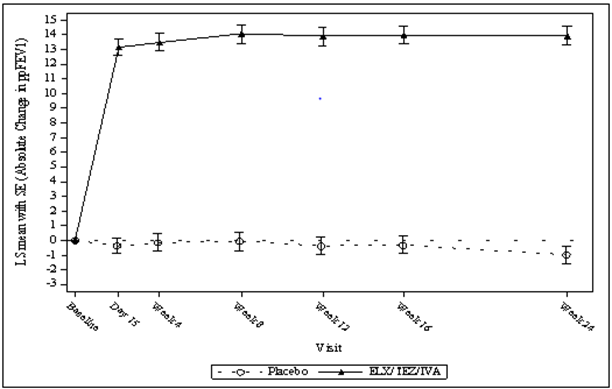 LS mean with SE (Absolute Change in ppFEV1)
15
14
13
12
11
10
9
8
7
6
5
4
3
2
1
0
-1
-2
-3
Baseline
Day 15
Week 4
Week 8
Week 12
Week 16
Week 24
Visit
Placebo
ELX/TEZ/IVA